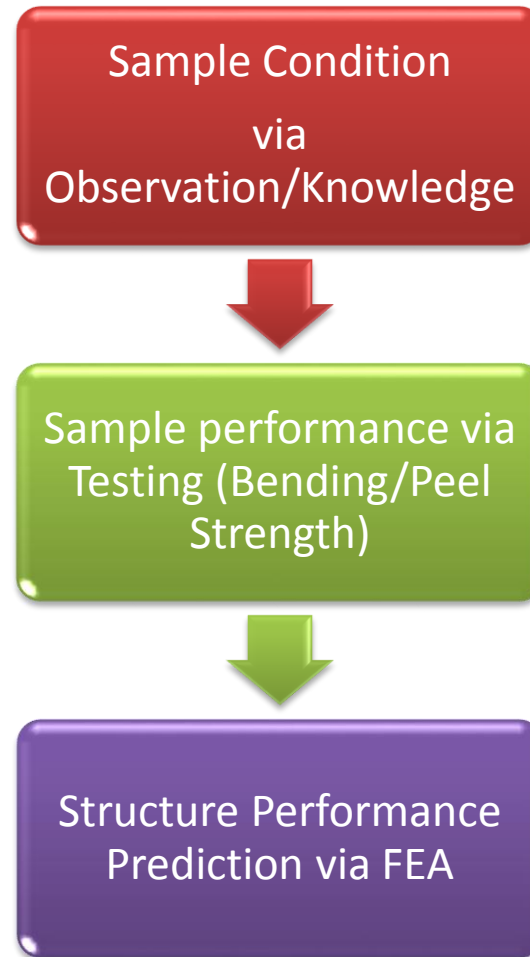 Sample Condition
via
Observation/Knowledge
Sample performance via
Testing (Bending/Peel
Strength)
Structure Performance
Prediction via FEA